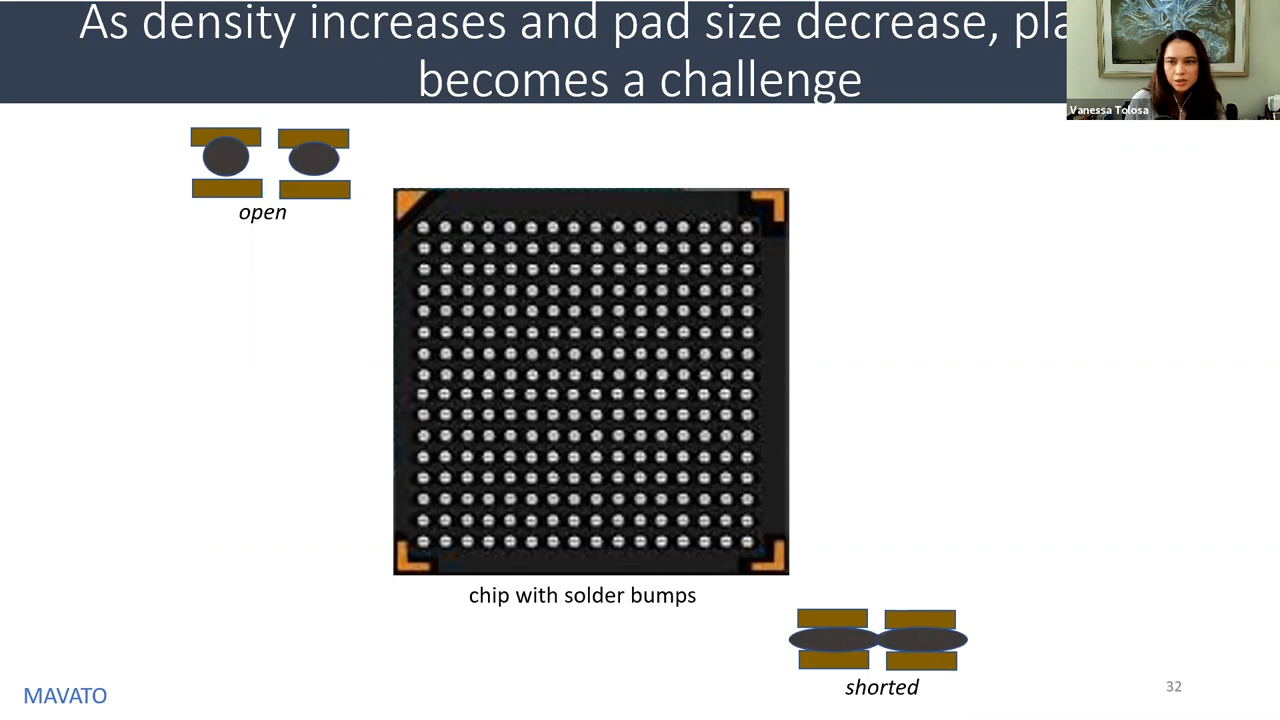 As density increases and pad size decrease,
becomes a challenge
Vanessa Tolosa
open
chip with solder bumps
shorted
MAVATO
32